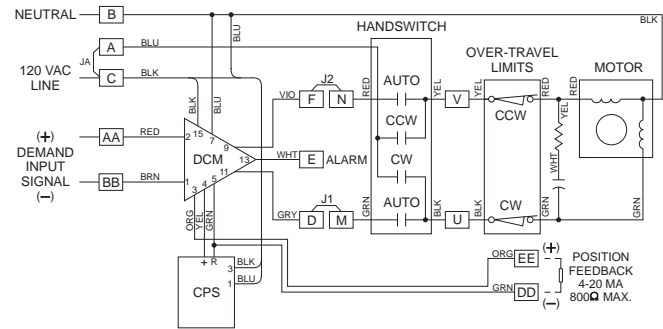 NEUTRAL B
BLK
HANDSWITCH
A BLU
BLU
JA
OVER-TRAVEL
LIMITS
MOTOR
120 VAC
LINE
C BLK
J2
AUTO
VIO F N RED
YEL V YEL
RED YEL RED
BLK BLU
CCW
CCW
(+)
DEMAND
INPUT
SIGNAL
(−)
AA RED
2 15 7 9
DCM
13 WHT E ALARM
CW
WHT
BB BRN
1 3 4 5 11
J1
AUTO
GRY D M GRN
BLK U BLK
CW
GRN GRN
ORG YEL GRN
+ R
CPS
3 BLK
1 BLU
ORG EE (+)
GRN DD (−)
POSITION
FEEDBACK
4-20 MA
800Ω MAX.